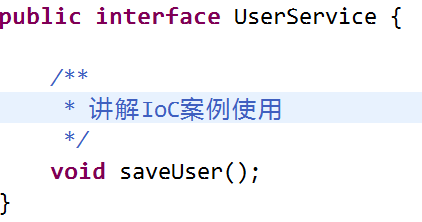 public interface UserService {
/**
* 讲解IoC案例使用
*/
void saveUser();
}